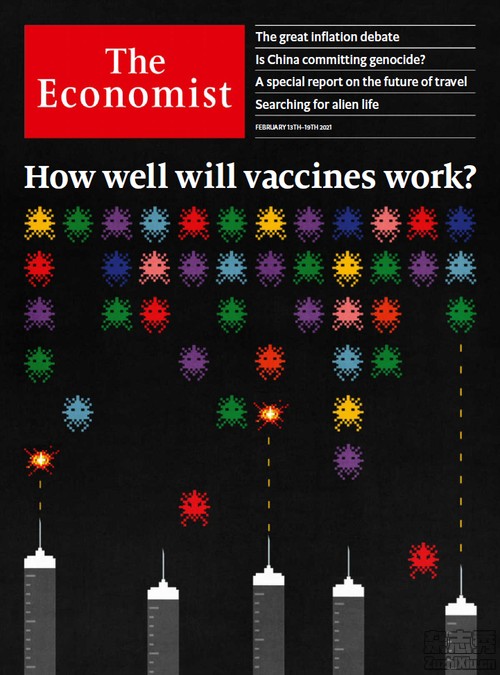 The
Economist
The great inflation debate
Is China committing genocide?
A special report on the future of travel
Searching for alien life
FEBRUARY 13TH–19TH 2021
How well will vaccines work?